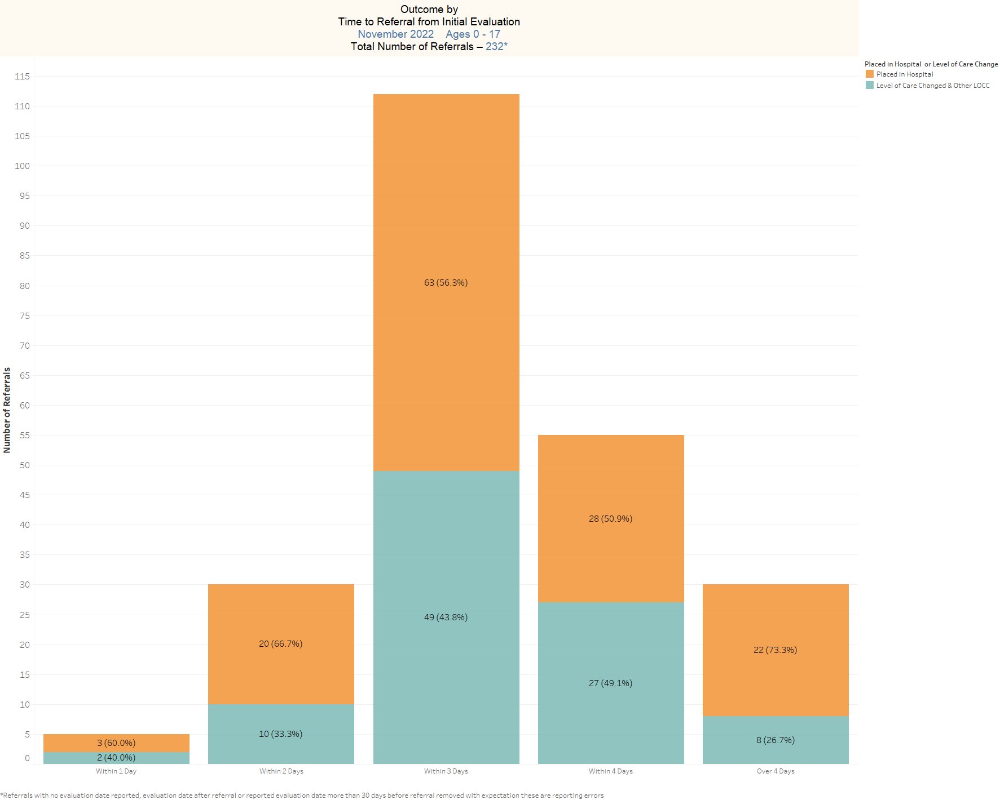 Outcome by
Time to Referral from Initial Evaluation
November 2022 Ages 0 - 17
Total Number of Referrals – 232*
Placed in Hospital or Level of Care Change
Placed in Hospital
Level of Care Changed & Other LOCC
Number of Referrals
115
110
105
100
95
90
85
80
75
70
65
60
55
50
45
40
35
30
25
20
15
10
5
0
3 (60.0%)
2 (40.0%)
20 (66.7%)
10 (33.3%)
63 (56.3%)
49 (43.8%)
28 (50.9%)
27 (49.1%)
22 (73.3%)
8 (26.7%)
Within 1 Day
Within 2 Days
Within 3 Days
Within 4 Days
Over 4 Days
*Referrals with no evaluation date reported, evaluation date after referral or reported evaluation date more than 30 days before referral removed with expectation these are reporting errors